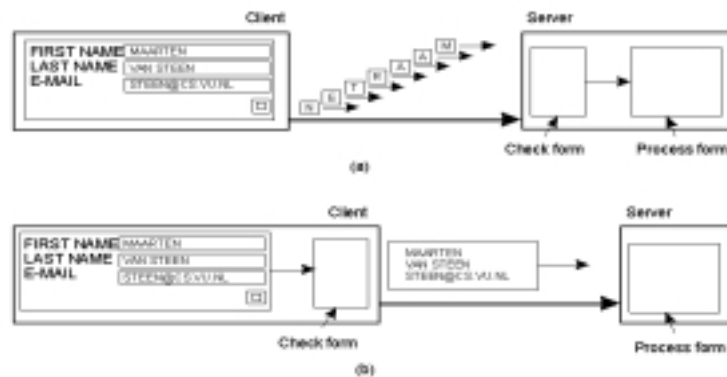 Client
Server
FIRST NAME MAARTEN
LAST NAME VAN STEEN
E-MAIL STEEN@CS.VU.NL
N E T R A A M
Check form
Process form
(a)
Client
Server
FIRST NAME MAARTEN
LAST NAME VAN STEEN
E-MAIL STEEN@CS.VU.NL
MAARTEN
VAN STEEN
STEEN@CS.VU.NL
Check form
Process form
(b)